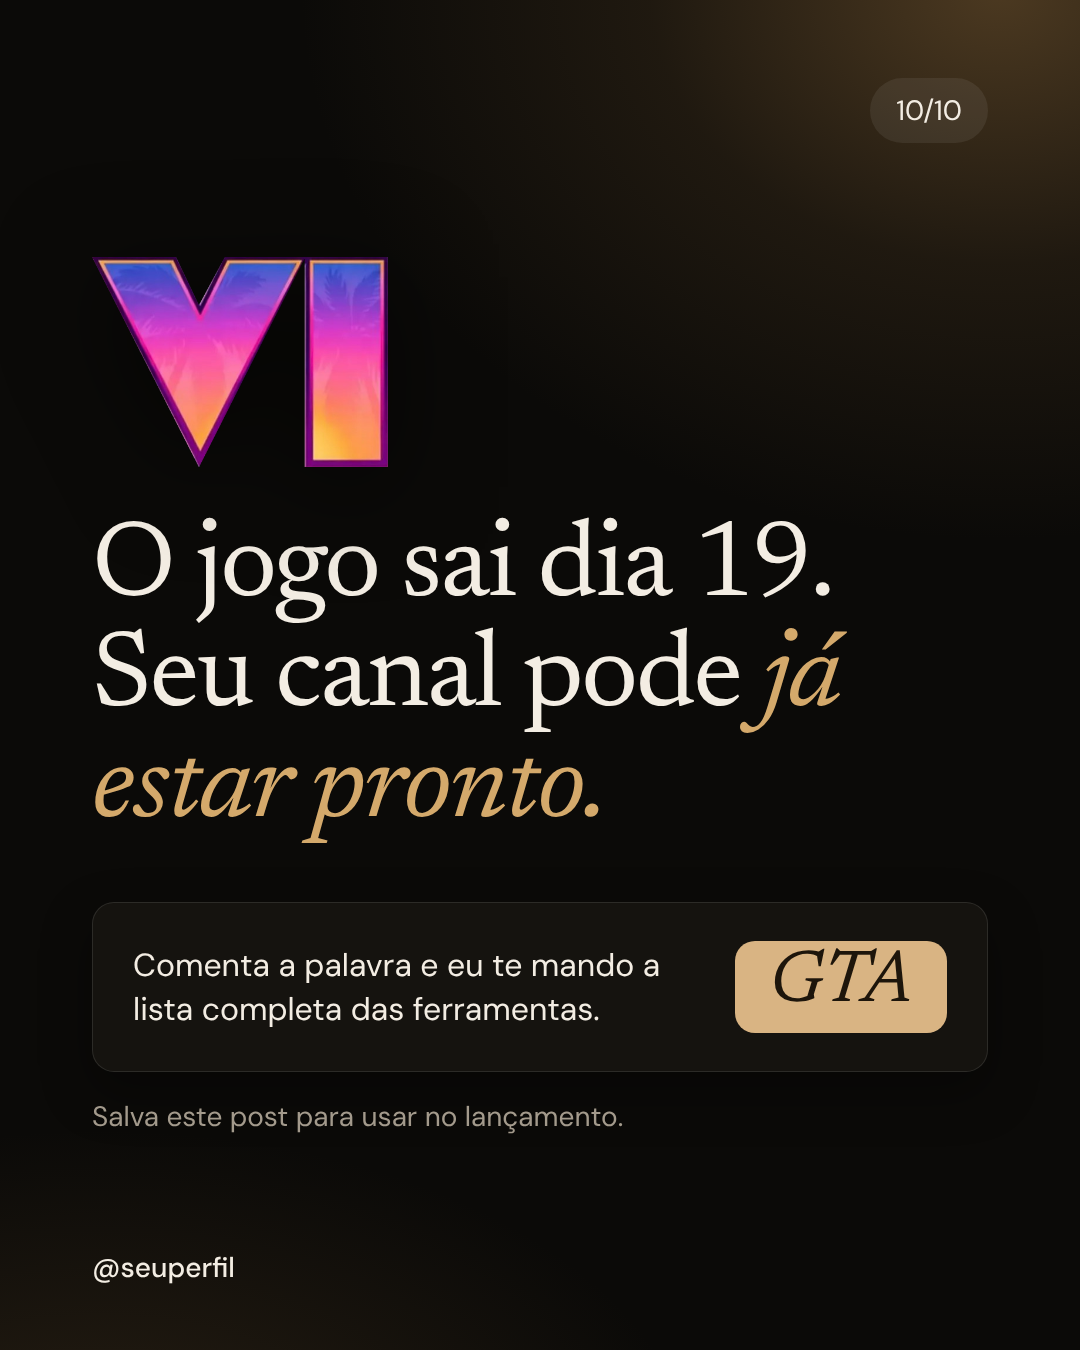 10/10
VI
O jogo sai dia 19.
Seu canal pode já
estar pronto.
Comenta a palavra e eu te mando a
lista completa das ferramentas.
GTA
Salva este post para usar no lançamento.
@seuperfil